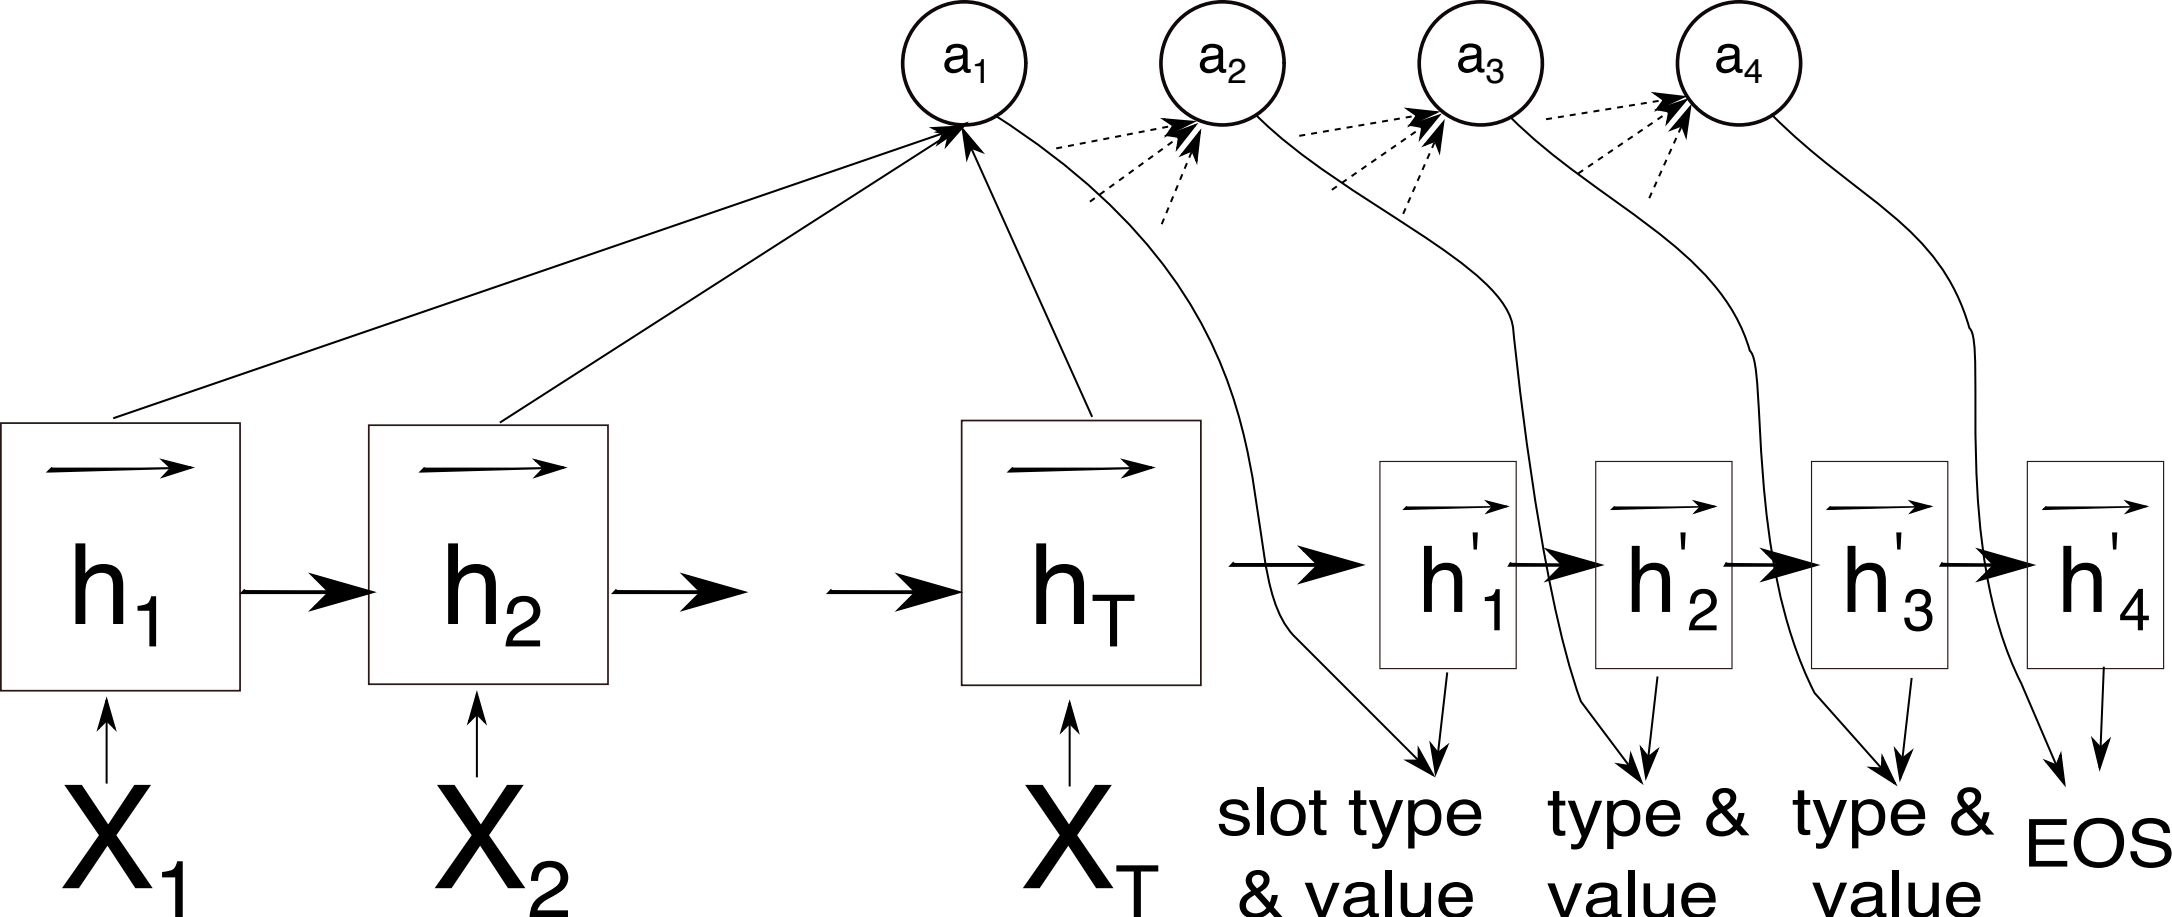 a1 a2 a3 a4
h1 h2 hT h'1 h'2 h'3 h'4
X1 X2 XT
slot type & value
type & value
type & value
EOS